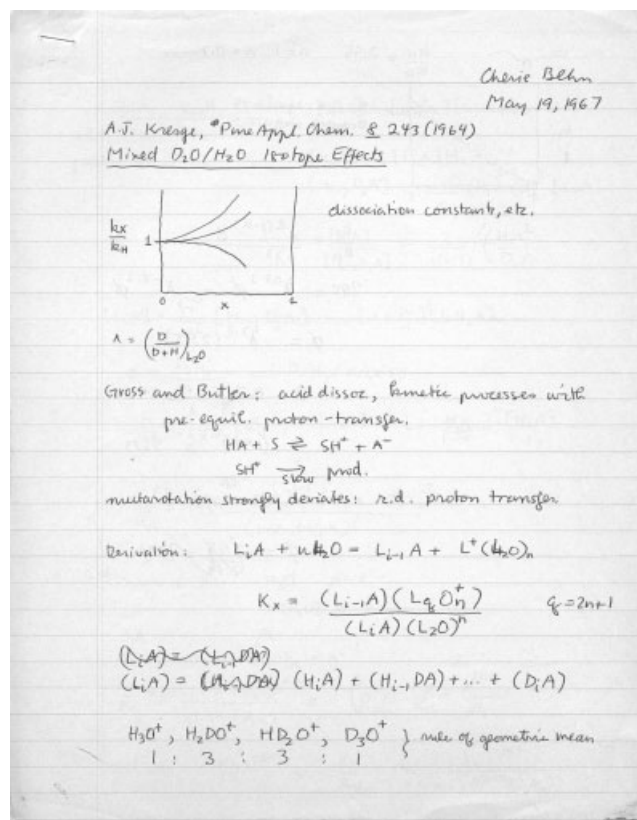 Cherie Behn
May 19, 1967
A.J. Kresge, Pure Appl. Chem. 8 243 (1964)
Mixed D₂O/H₂O Isotope Effects
dissociation constants, etc.
kx/kH
1
0 x 1
= (D/(D+H))L₂O
Gross and Butler: acid dissoc, kinetic processes with
pre-equil. proton-transfer.
HA + S ⇌ SH⁺ + A⁻
SH⁺ →slow prod.
mutarotation strongly deviates: r.d. proton transfer
Derivation: LᵢA + nL₂O = Lᵢ₋₁A + L⁺(L₂O)ₙ
Kx = (Lᵢ₋₁A)(LqOₙ⁺)/(LᵢA)(L₂O)ⁿ q = 2n+1
(LᵢA) = (HᵢA) + (Hᵢ₋₁DA) + ... + (DᵢA)
H₃O⁺, H₂DO⁺, HD₂O⁺, D₃O⁺ } rule of geometric mean
1 : 3 : 3 : 1